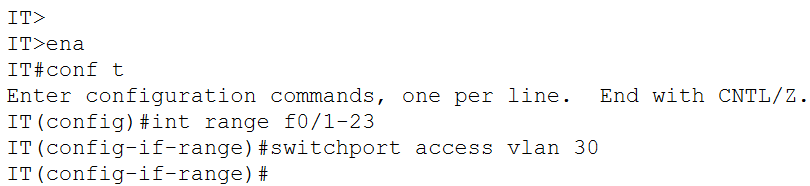 IT>
IT>ena
IT#conf t
Enter configuration commands, one per line.  End with CNTL/Z.
IT(config)#int range f0/1-23
IT(config-if-range)#switchport access vlan 30
IT(config-if-range)#